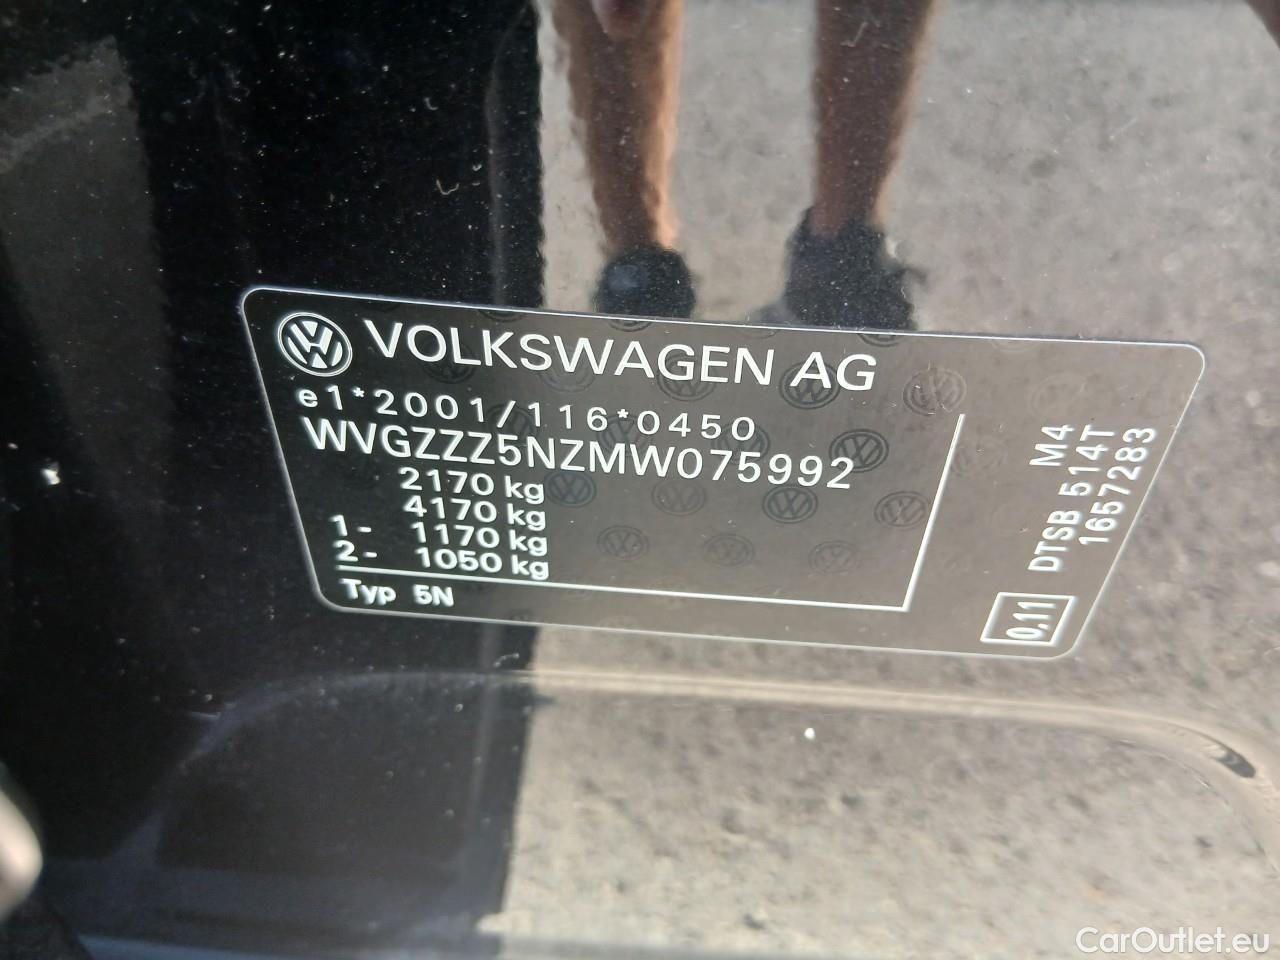 VOLKSWAGEN AG
e1*2001/116*0450
WVGZZZ5NZMW075992
2170 kg
4170 kg
1- 1170 kg
2- 1050 kg
Typ 5N
M4
DTSB 514T
1657283
0,11
CarOutlet.eu